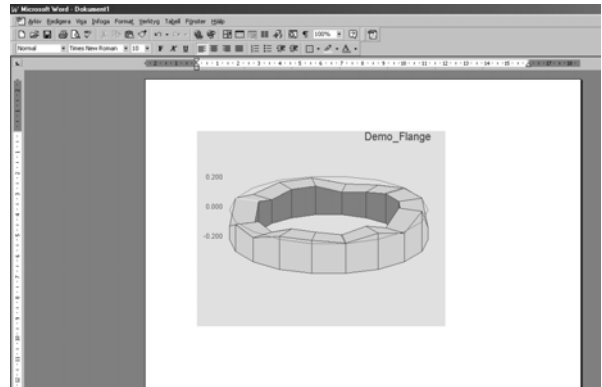 Microsoft Word - Dokument1
Arkiv Redigera Visa Infoga Format Verktyg Tabell Fönster Hjälp
100%
Normal Times New Roman 10 F K U
Demo_Flange
0.200
0.000
-0.200